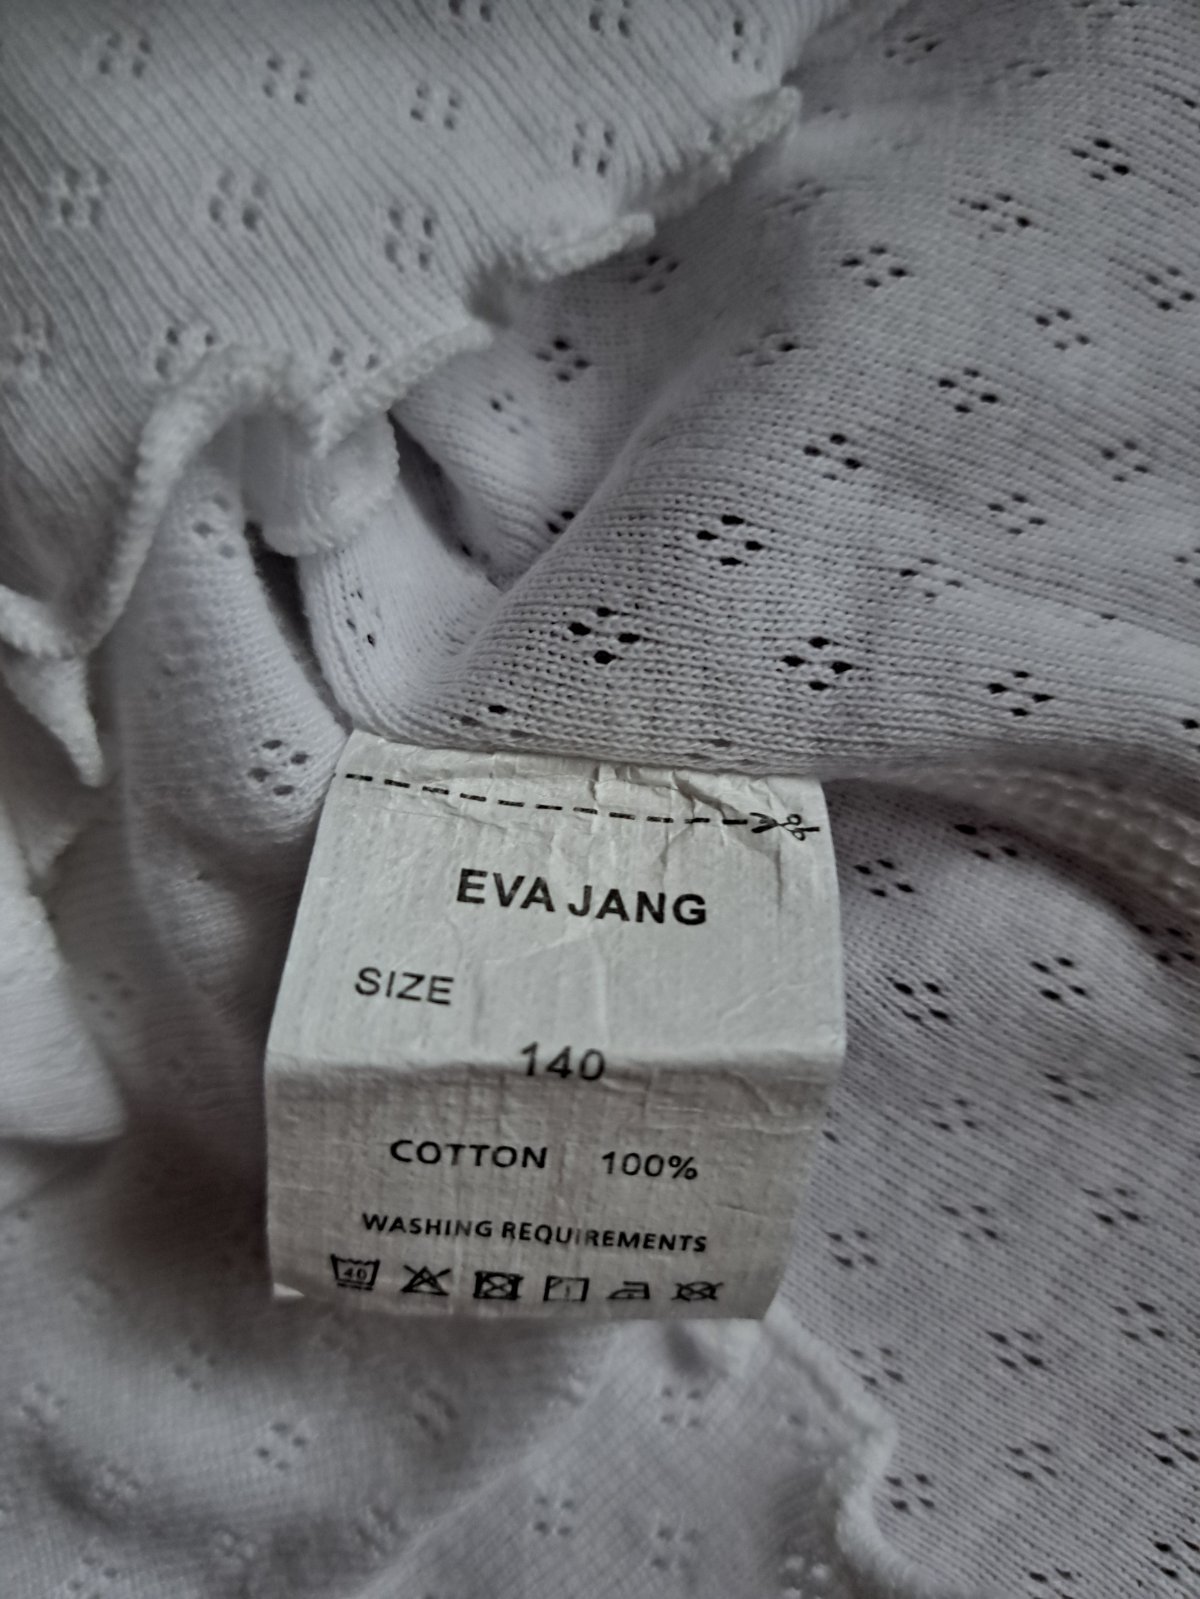 EVA JANG
SIZE
140
COTTON 100%
WASHING REQUIREMENTS
40